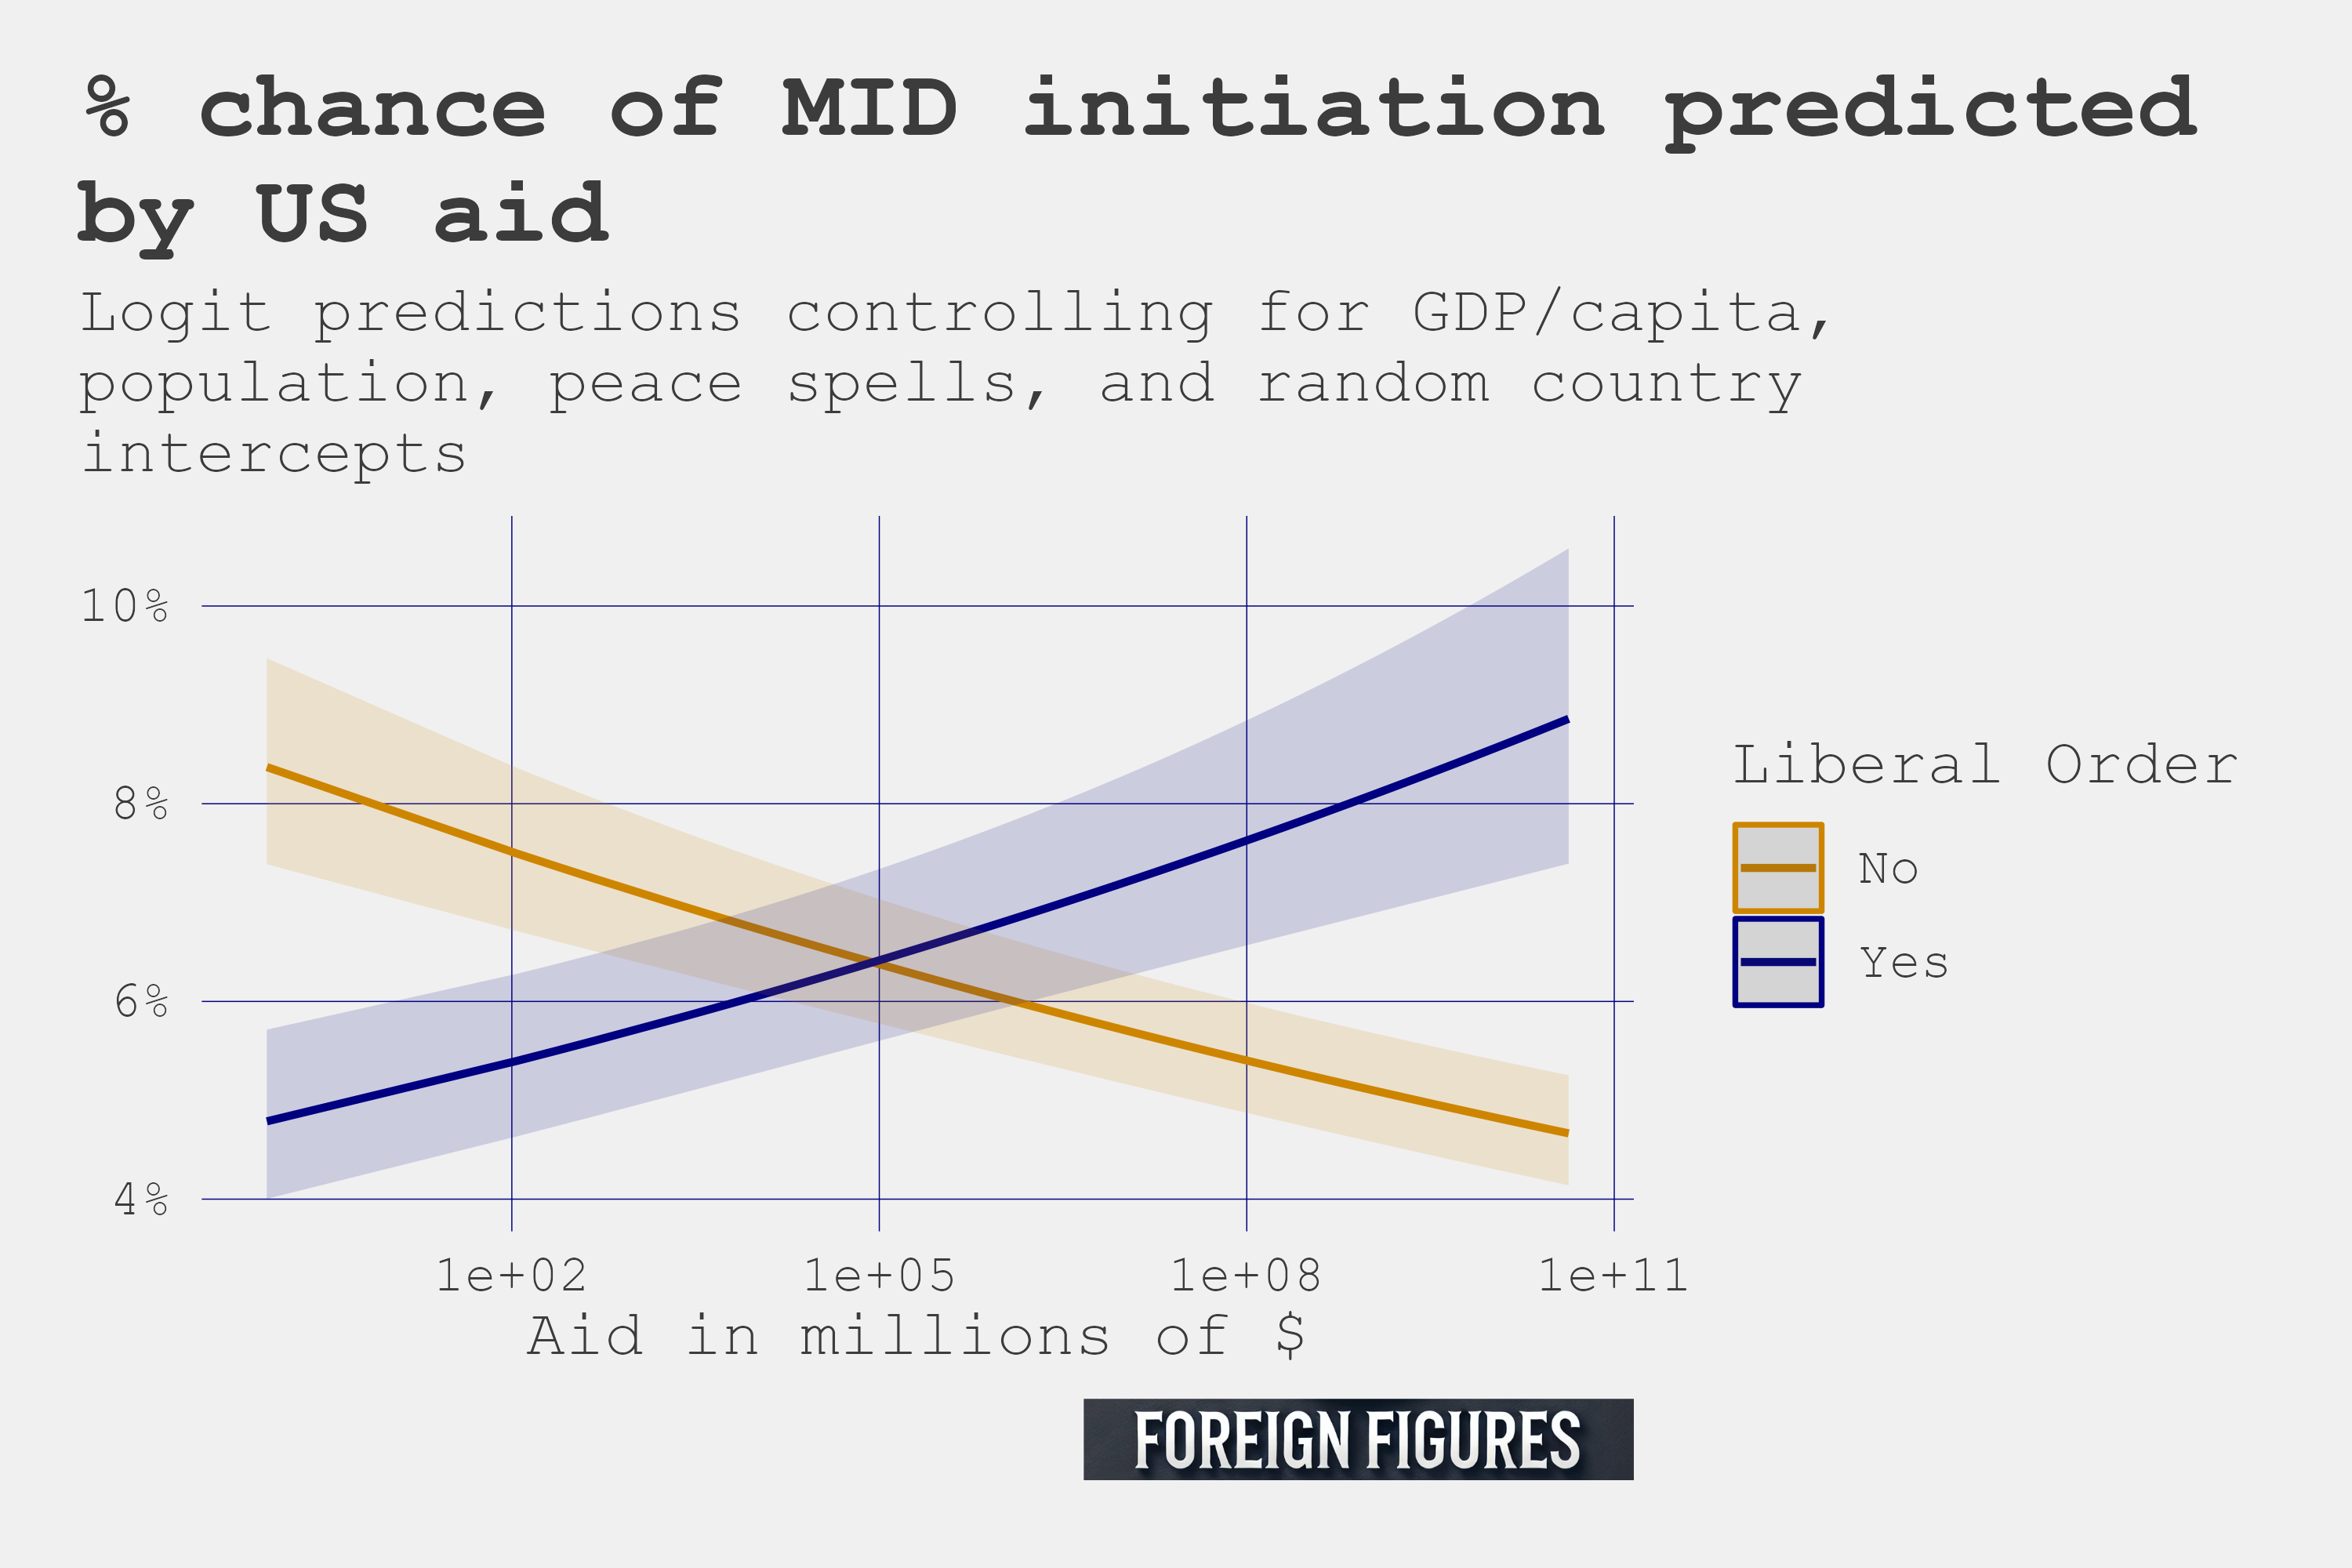 % chance of MID initiation predicted
by US aid
Logit predictions controlling for GDP/capita,
population, peace spells, and random country
intercepts
10%
8%
6%
4%
1e+02
1e+05
1e+08
1e+11
Aid in millions of $
Liberal Order
No
Yes
FOREIGN FIGURES